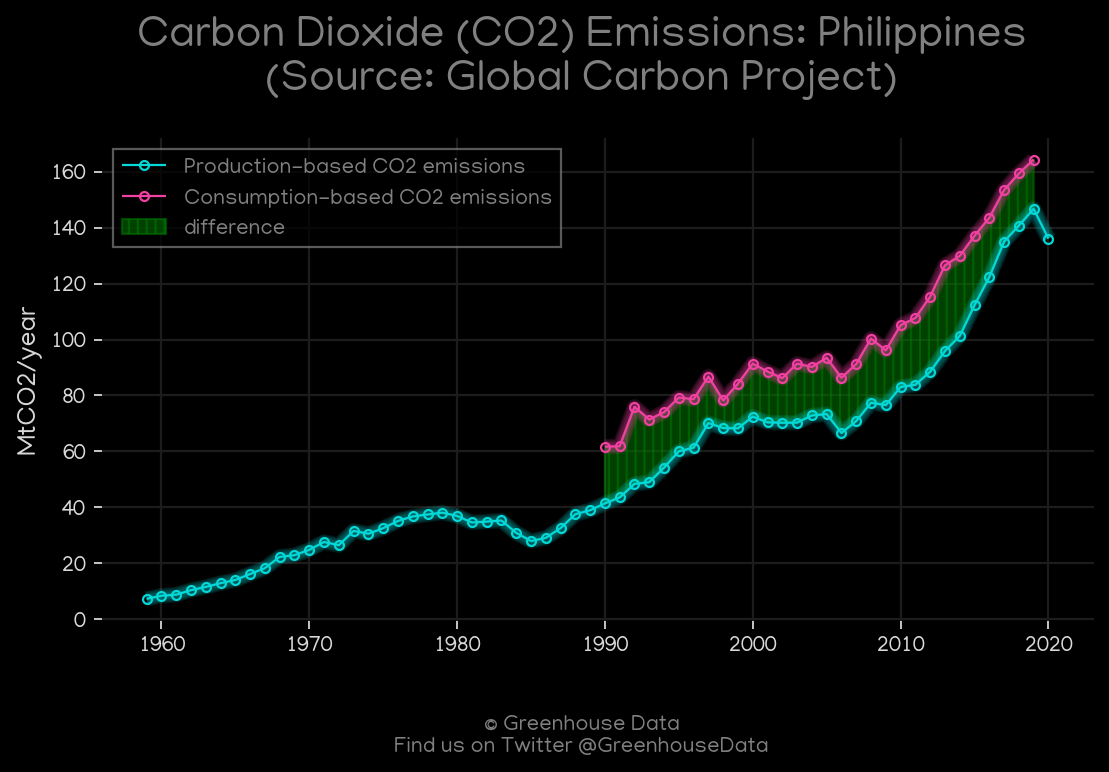 Carbon Dioxide (CO2) Emissions: Philippines
(Source: Global Carbon Project)
Production-based CO2 emissions
Consumption-based CO2 emissions
difference
MtCO2/year
160
140
120
100
80
60
40
20
0
1960 1970 1980 1990 2000 2010 2020
© Greenhouse Data
Find us on Twitter @GreenhouseData